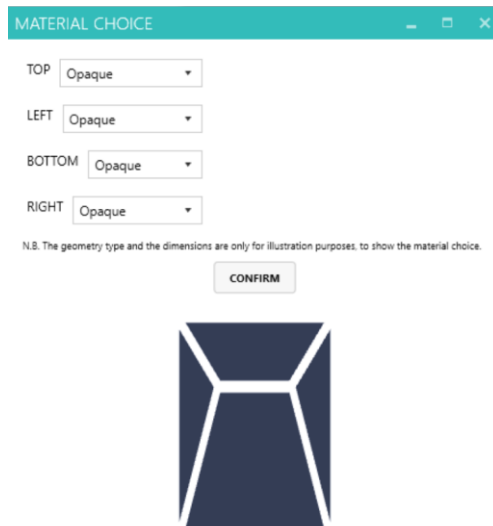 MATERIAL CHOICE
TOP Opaque
LEFT Opaque
BOTTOM Opaque
RIGHT Opaque
N.B. The geometry type and the dimensions are only for illustration purposes, to show the material choice.
CONFIRM